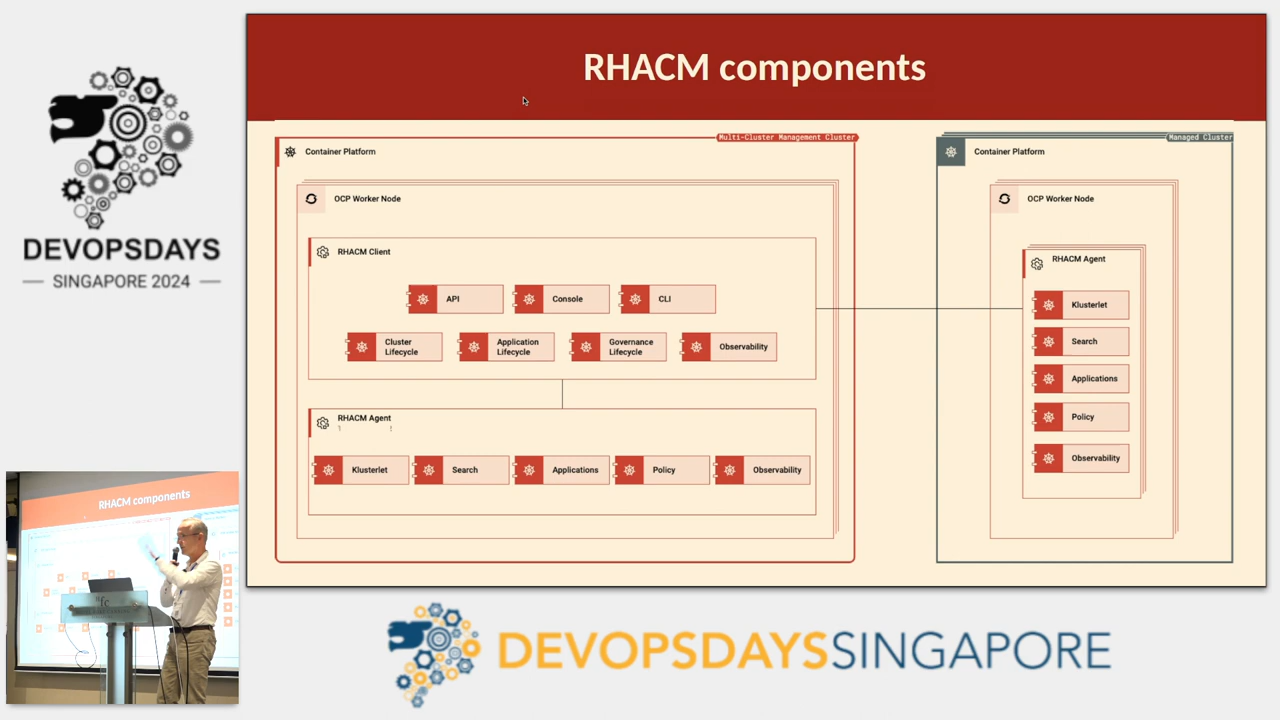 RHACM components
Multi-Cluster Management Cluster
Container Platform
OCP Worker Node
RHACM Client
API
Console
CLI
Cluster
Lifecycle
Application
Lifecycle
Governance
Lifecycle
Observability
RHACM Agent
Klusterlet
Search
Applications
Policy
Observability
Managed Cluster
Container Platform
OCP Worker Node
RHACM Agent
Klusterlet
Search
Applications
Policy
Observability
DEVOPSDAYS
SINGAPORE 2024
RHACM components
DEVOPSDAYSSINGAPORE